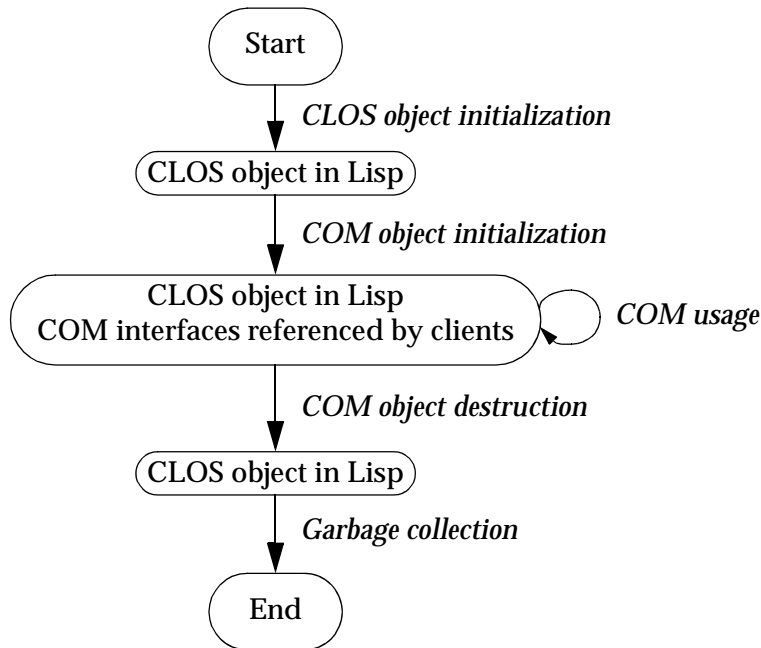 Start
CLOS object initialization
CLOS object in Lisp
COM object initialization
CLOS object in Lisp
COM interfaces referenced by clients
COM usage
COM object destruction
CLOS object in Lisp
Garbage collection
End